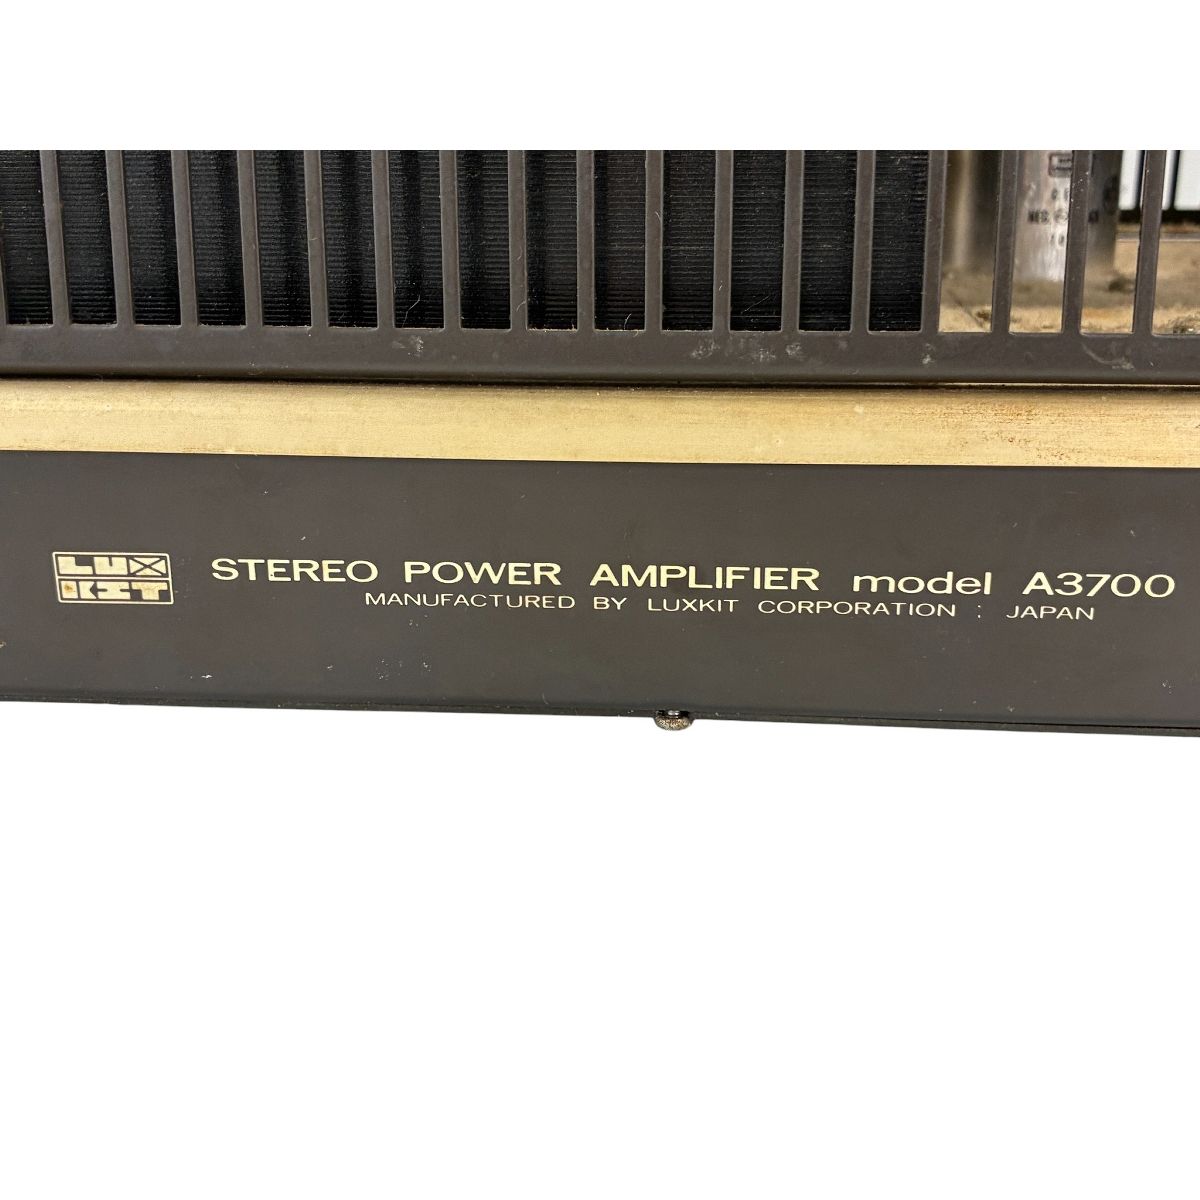 LUX
KIT
STEREO POWER AMPLIFIER model A3700
MANUFACTURED BY LUXKIT CORPORATION : JAPAN